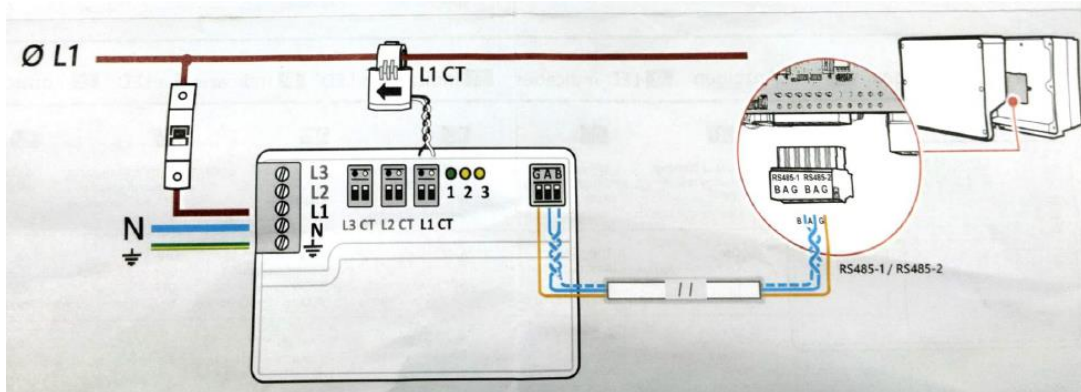 Ø L1
L1 CT
L3
L2
L1
N
1 2 3
L3 CT L2 CT L1 CT
G A B
N
RS485-1 RS485-2
B A G B A G
B A G
RS485-1 / RS485-2